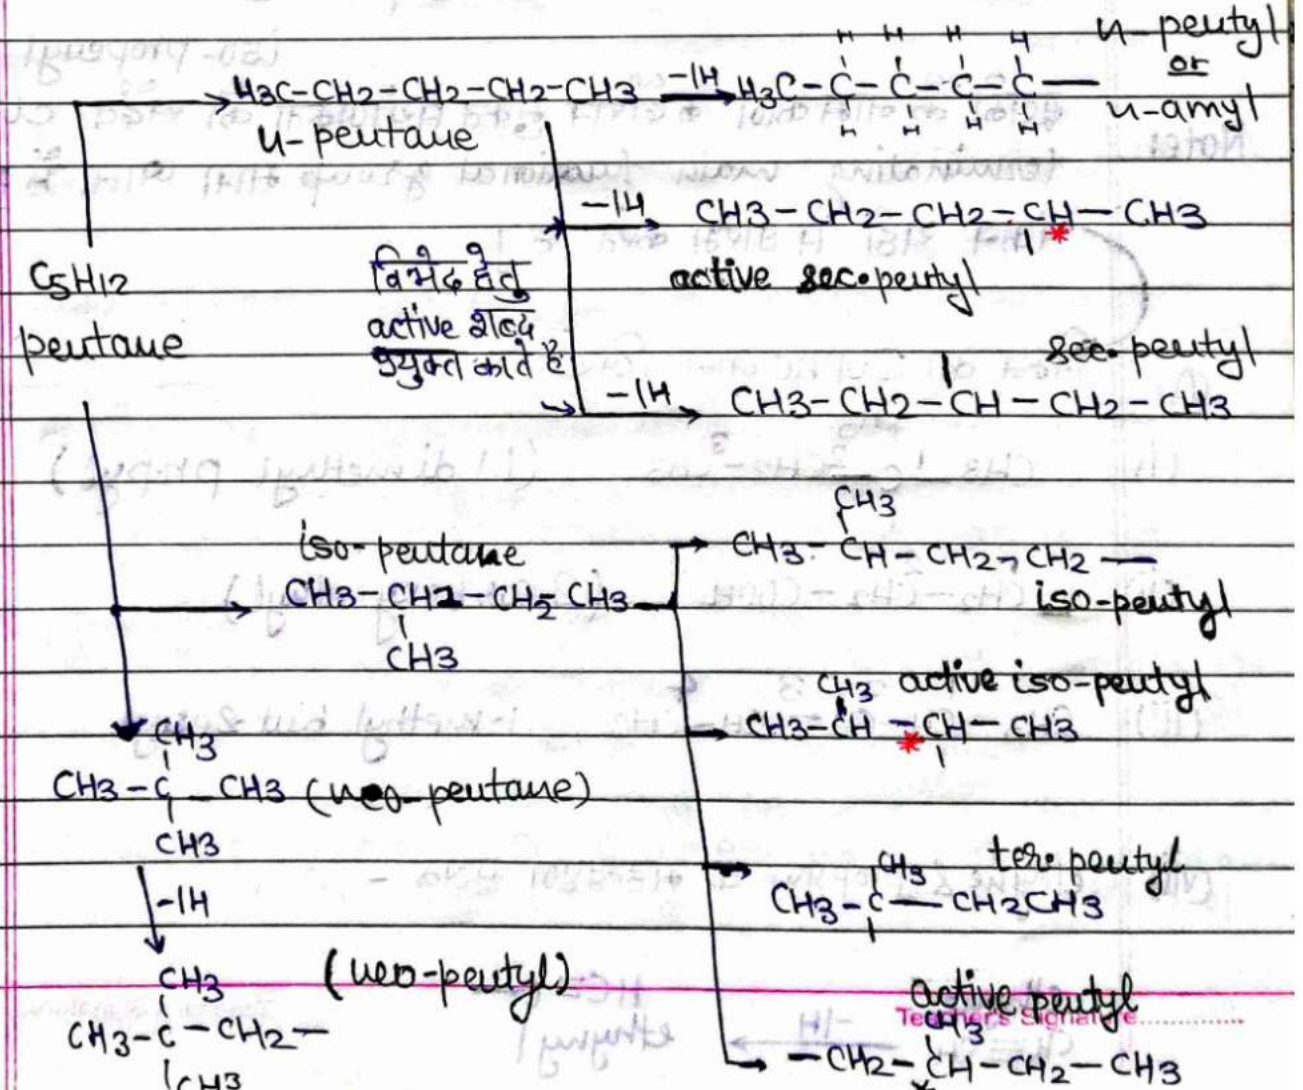 H3C-CH2-CH2-CH2-CH3 -1H H3C-C-C-C-C- n-pentyl
H H H H
H H H H
or
n-amyl
n-pentane
-1H CH3-CH2-CH2-CH-CH3
*
active sec.pentyl
C5H12
pentane
विभेद हेतु
active शब्द
प्रयुक्त करते हैं
sec. pentyl
-1H CH3-CH2-CH-CH2-CH3
CH3
CH3-CH-CH2-CH2-
iso-pentyl
iso-pentane
CH3-CH2-CH2-CH3
CH3
CH3 active iso-pentyl
CH3-CH-CH-CH3
*
CH3
CH3-C-CH3 (neo-pentane)
CH3
-1H
CH3 ter. pentyl
CH3-C-CH2CH3
CH3 (neo-pentyl)
CH3-C-CH2-
CH3
active pentyl
Teacher's Signature..............
CH3
-CH2-CH-CH2-CH3
*